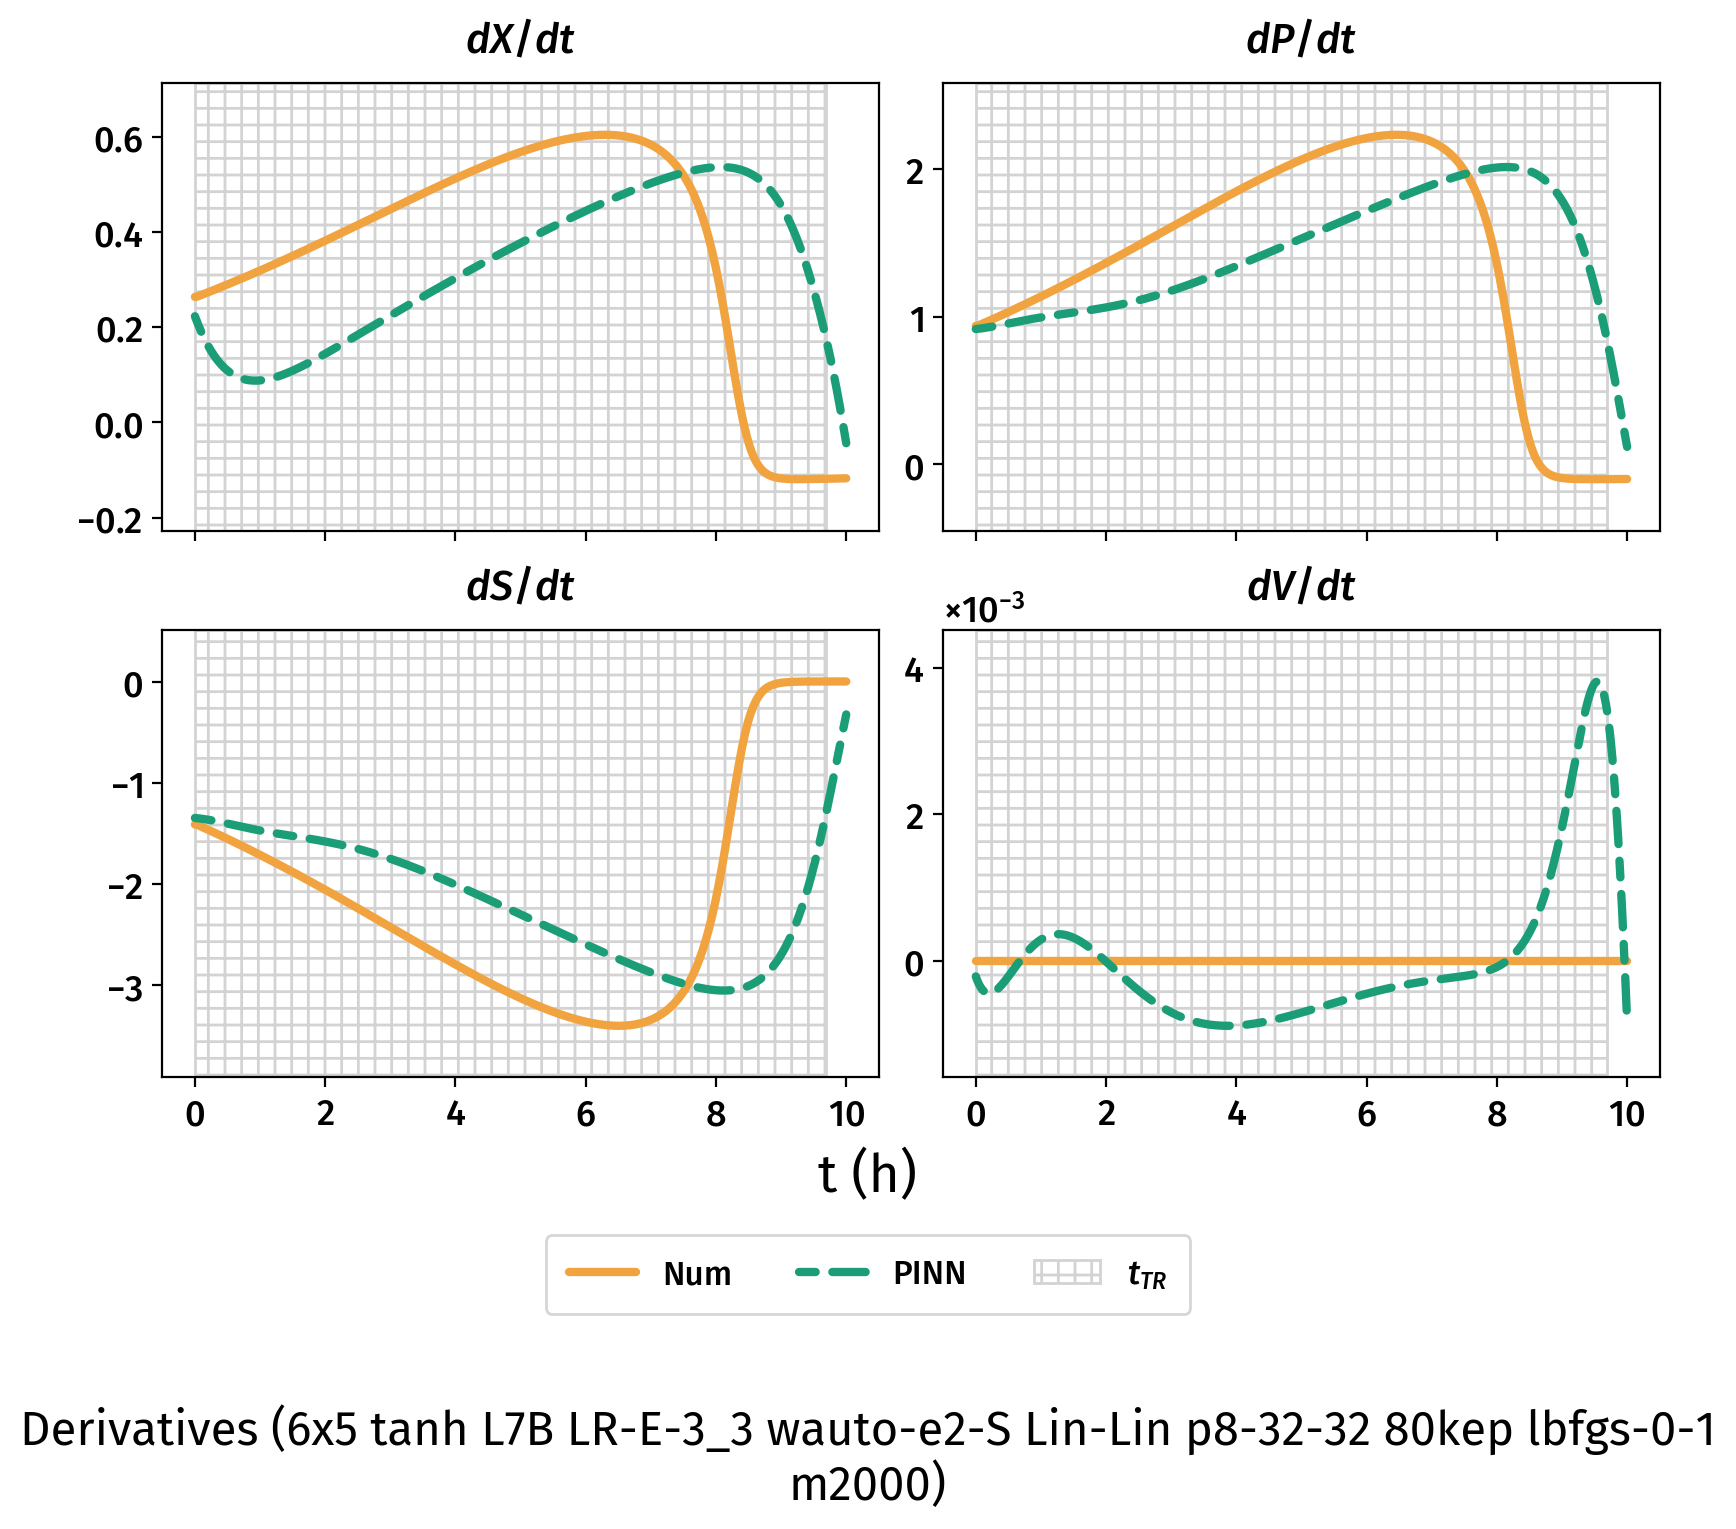 dX/dt
dP/dt
0.6
0.4
0.2
0.0
−0.2
2
1
0
dS/dt
dV/dt
×10⁻³
0
−1
−2
−3
4
2
0
0 2 4 6 8 10
0 2 4 6 8 10
t (h)
Num PINN t_TR
Derivatives (6x5 tanh L7B LR-E-3_3 wauto-e2-S Lin-Lin p8-32-32 80kep lbfgs-0-1
m2000)